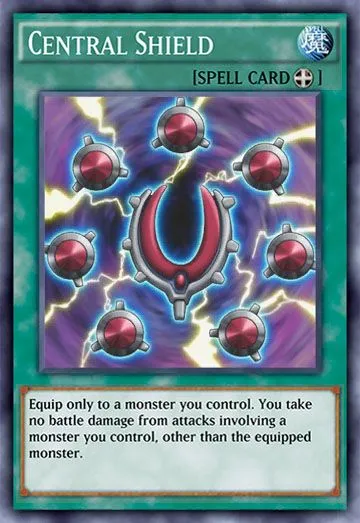 CENTRAL SHIELD
[SPELL CARD]
Equip only to a monster you control. You take
no battle damage from attacks involving a
monster you control, other than the equipped
monster.